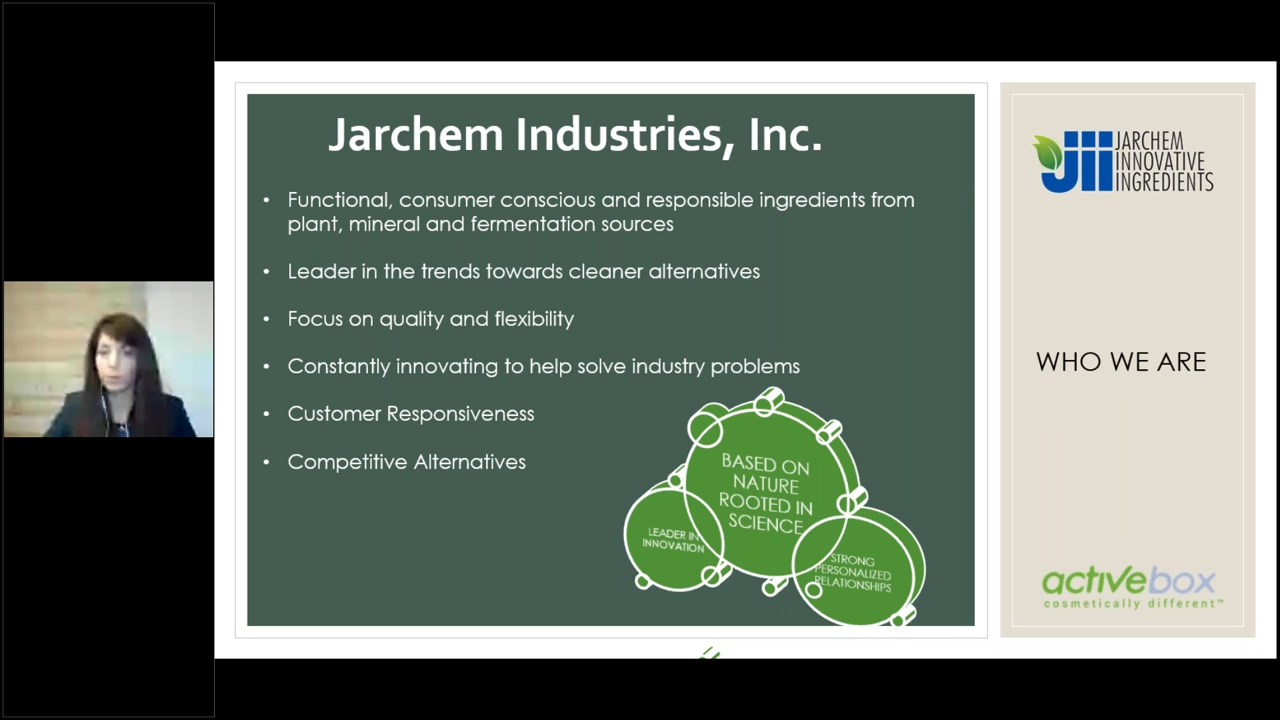 Jarchem Industries, Inc.
• Functional, consumer conscious and responsible ingredients from
plant, mineral and fermentation sources
• Leader in the trends towards cleaner alternatives
• Focus on quality and flexibility
• Constantly innovating to help solve industry problems
• Customer Responsiveness
• Competitive Alternatives
BASED ON
NATURE
ROOTED IN
SCIENCE
LEADER IN
INNOVATION
STRONG
PERSONALIZED
RELATIONSHIPS
jii
JARCHEM
INNOVATIVE
INGREDIENTS
WHO WE ARE
activebox
cosmetically different™